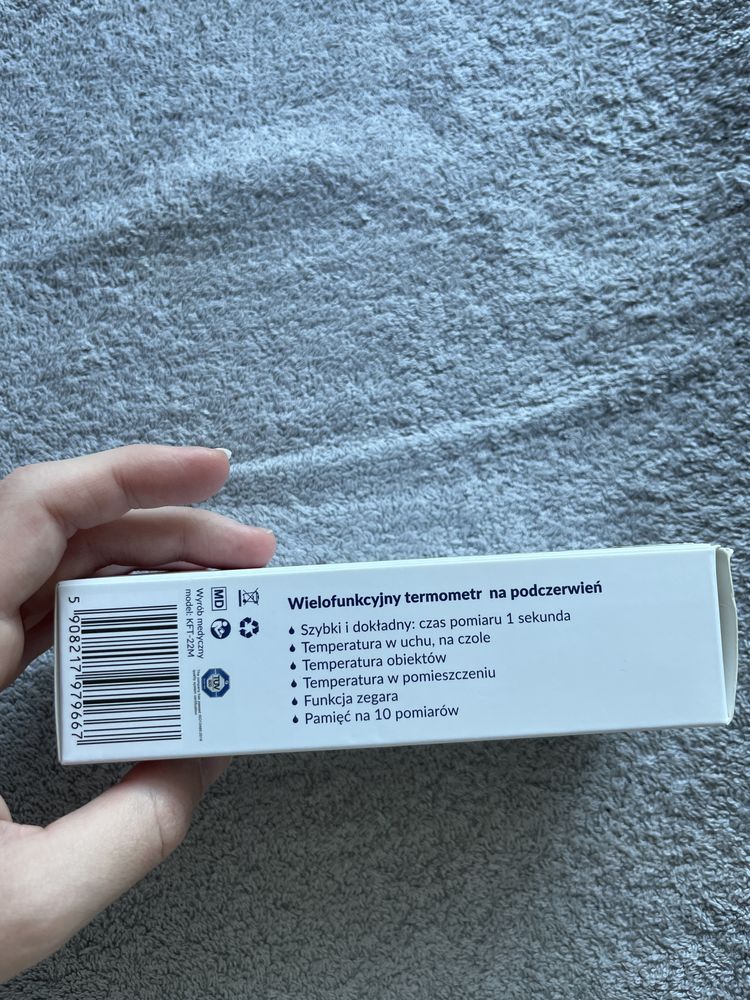 Wielofunkcyjny termometr na podczerwień
Szybki i dokładny: czas pomiaru 1 sekunda
Temperatura w uchu, na czole
Temperatura obiektów
Temperatura w pomieszczeniu
Funkcja zegara
Pamięć na 10 pomiarów
MD
Wyrób medyczny
model: KFT-22M
TÜV
5 908217 979667